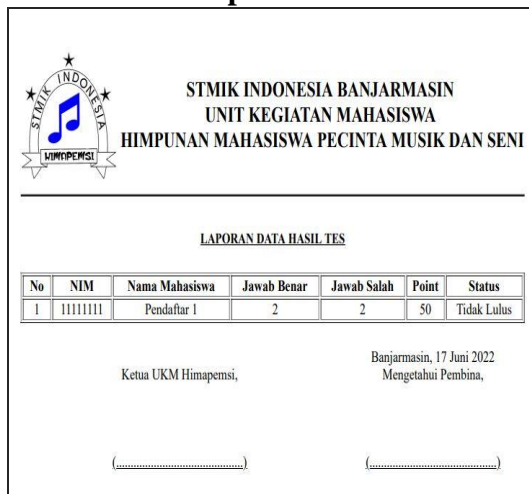 STMIK INDONESIA
HIMAPEMSI
STMIK INDONESIA BANJARMASIN
UNIT KEGIATAN MAHASISWA
HIMPUNAN MAHASISWA PECINTA MUSIK DAN SENI
LAPORAN DATA HASIL TES
No NIM Nama Mahasiswa Jawab Benar Jawab Salah Point Status
1 11111111 Pendaftar 1 2 2 50 Tidak Lulus
Banjarmasin, 17 Juni 2022
Ketua UKM Himapemsi, Mengetahui Pembina,
(............................................) (............................................)